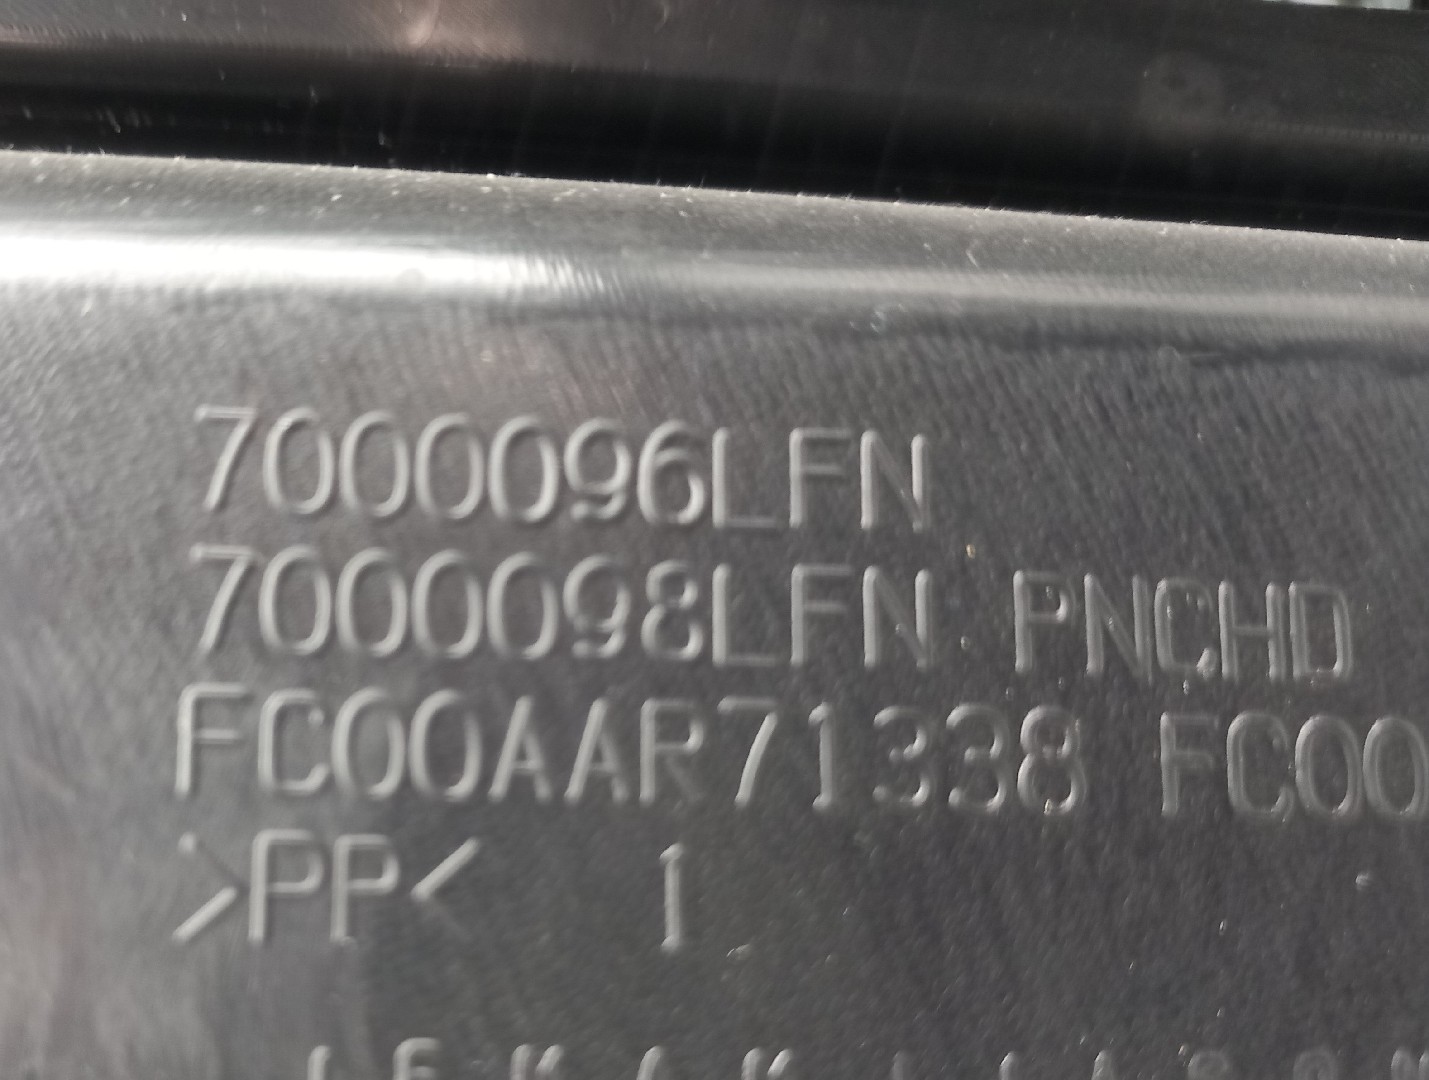 7000096LFN
7000098LFN PNCHD
FC00AAR71338 FC00
>PP< 1